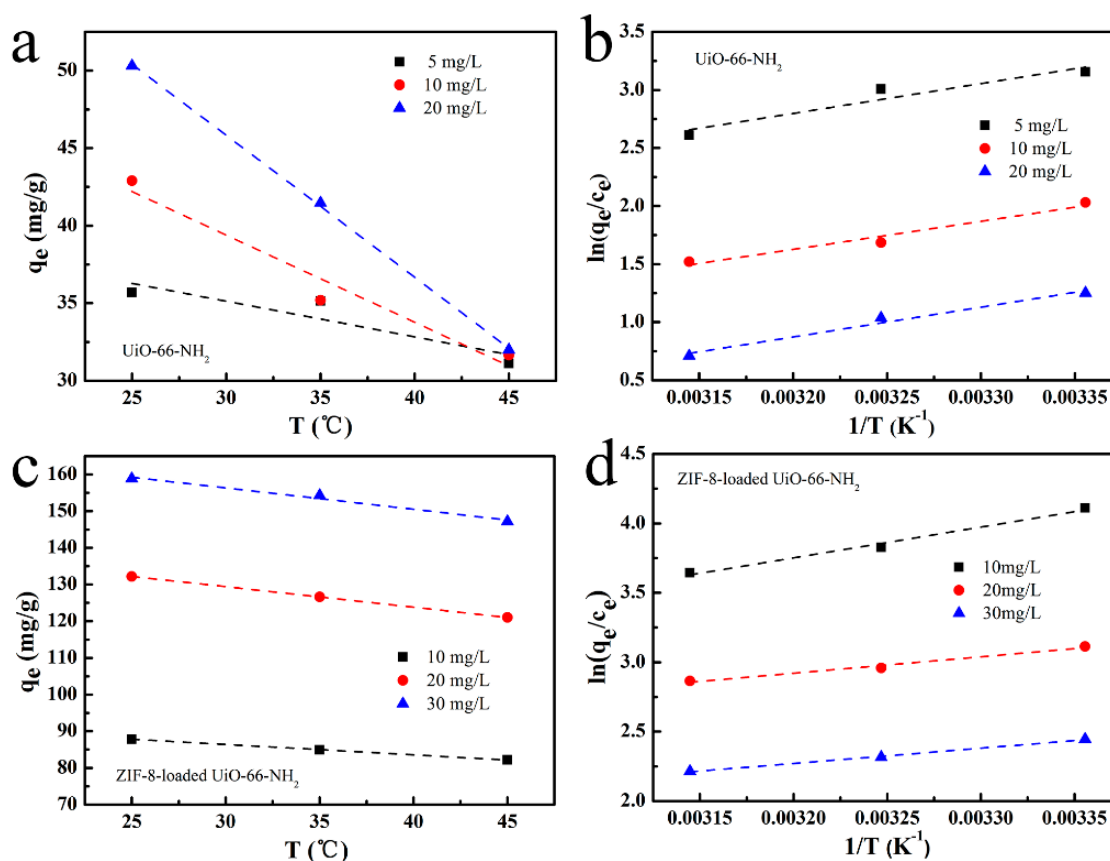 a
50
45
40
35
30
q_e (mg/g)
5 mg/L
10 mg/L
20 mg/L
UiO-66-NH₂
25 30 35 40 45
T (℃)
b
3.5
3.0
2.5
2.0
1.5
1.0
0.5
ln(q_e/c_e)
UiO-66-NH₂
5 mg/L
10 mg/L
20 mg/L
0.00315 0.00320 0.00325 0.00330 0.00335
1/T (K⁻¹)
c
160
150
140
130
120
110
100
90
80
70
q_e (mg/g)
10 mg/L
20 mg/L
30 mg/L
ZIF-8-loaded UiO-66-NH₂
25 30 35 40 45
T (℃)
d
4.5
4.0
3.5
3.0
2.5
2.0
ln(q_e/c_e)
ZIF-8-loaded UiO-66-NH₂
10mg/L
20mg/L
30mg/L
0.00315 0.00320 0.00325 0.00330 0.00335
1/T (K⁻¹)